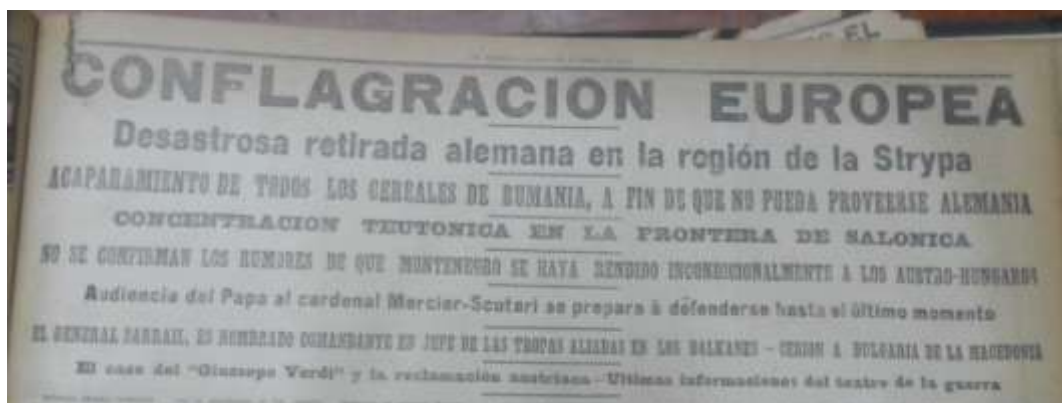 ES EL
CONFLAGRACION EUROPEA
Desastrosa retirada alemana en la región de la Strypa
ACAPARAMIENTO DE TODOS LOS CEREALES DE RUMANIA, A FIN DE QUE NO PUEDA PROVEERSE ALEMANIA
CONCENTRACION TEUTONICA EN LA FRONTERA DE SALONICA
NO SE CONFIRMAN LOS RUMORES DE QUE MONTENEGRO SE HAYA RENDIDO INCONDICIONALMENTE A LOS AUSTRO-HUNGAROS
Audiencia del Papa al cardenal Mercier-Scutari se prepara á defenderse hasta el último momento
EL GENERAL SARRAIL, ES NOMBRADO COMANDANTE EN JEFE DE LAS TROPAS ALIADAS EN LOS BALKANES - CESION A BULGARIA DE LA MACEDONIA
El caso del "Giuseppe Verdi" y la reclamación austriaca - Ultimas informaciones del teatro de la guerra